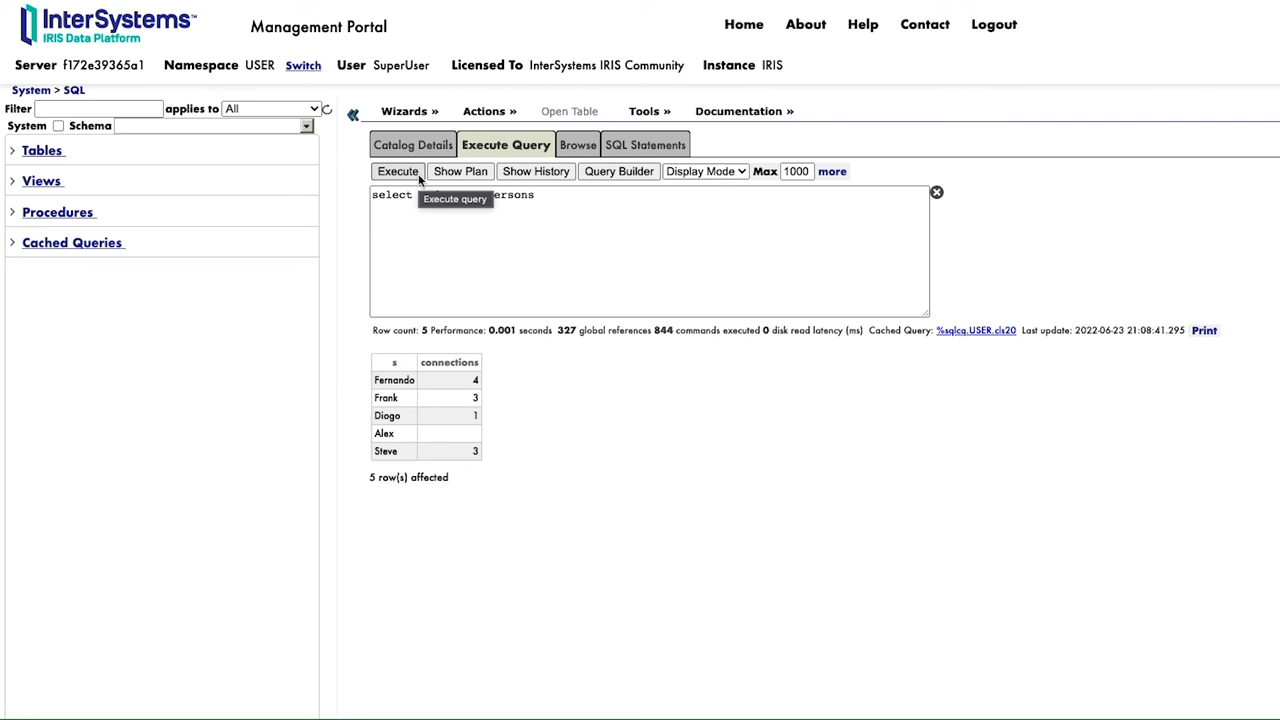 InterSystems™
IRIS Data Platform
Management Portal
Home About Help Contact Logout
Server f172e39365a1 Namespace USER Switch User SuperUser Licensed To InterSystems IRIS Community Instance IRIS
System > SQL
Filter applies to All
System Schema
Tables
Views
Procedures
Cached Queries
Wizards » Actions » Open Table Tools » Documentation »
Catalog Details Execute Query Browse SQL Statements
Execute Show Plan Show History Query Builder Display Mode Max 1000 more
select ersons
Execute query
Row count: 5 Performance: 0.001 seconds 327 global references 844 commands executed 0 disk read latency (ms) Cached Query: %sqlcq.USER.cls20 Last update: 2022-06-23 21:08:41.295 Print
s connections
Fernando 4
Frank 3
Diogo 1
Alex
Steve 3
5 row(s) affected